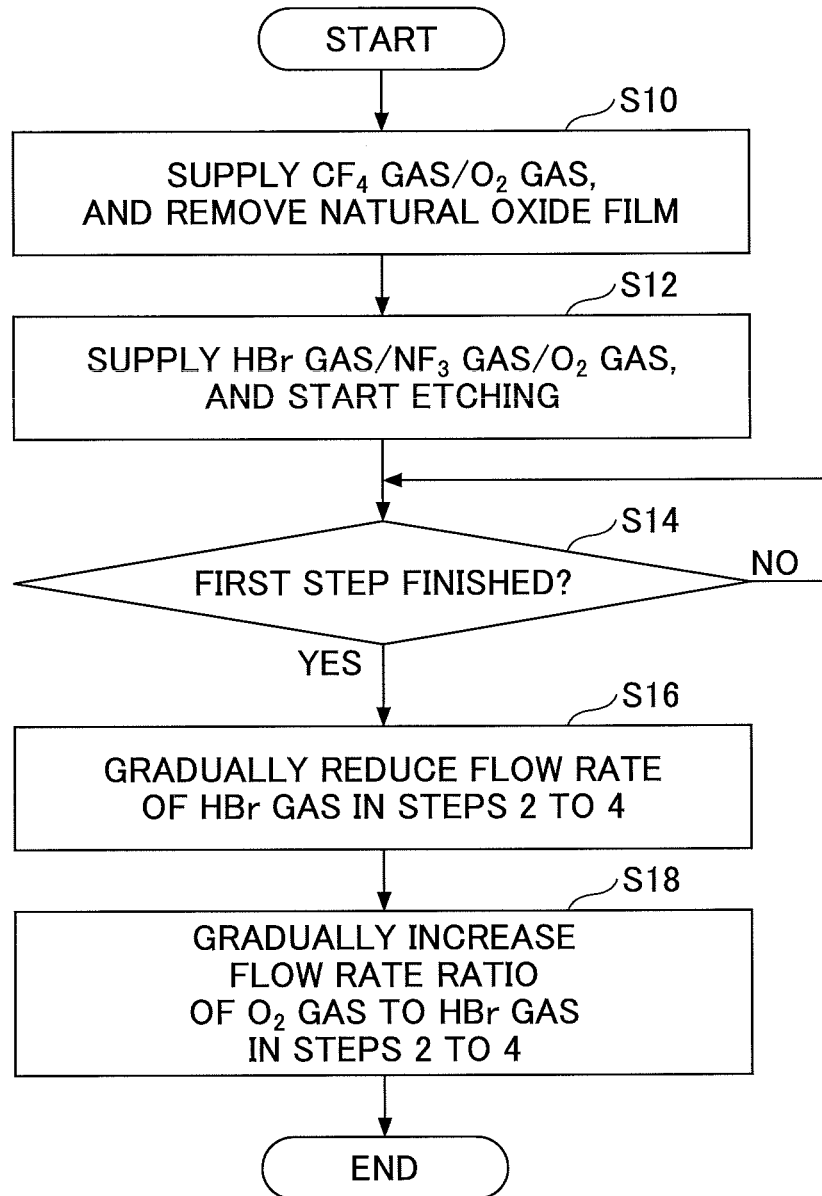 START
S10
SUPPLY CF₄ GAS/O₂ GAS,
AND REMOVE NATURAL OXIDE FILM
S12
SUPPLY HBr GAS/NF₃ GAS/O₂ GAS,
AND START ETCHING
S14
FIRST STEP FINISHED?
NO
YES
S16
GRADUALLY REDUCE FLOW RATE
OF HBr GAS IN STEPS 2 TO 4
S18
GRADUALLY INCREASE
FLOW RATE RATIO
OF O₂ GAS TO HBr GAS
IN STEPS 2 TO 4
END